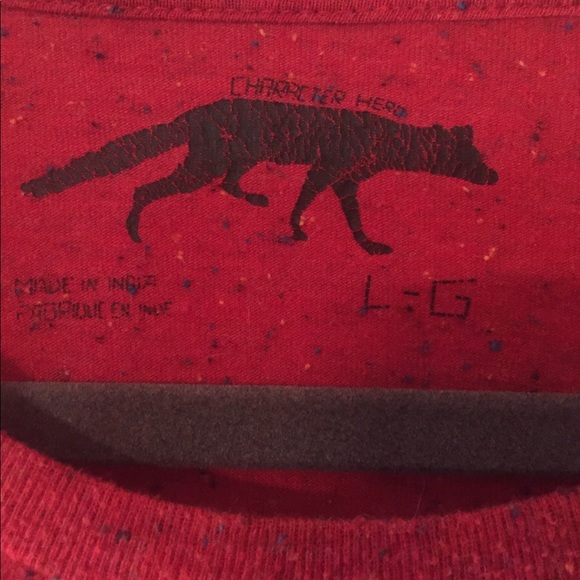 CHARACTER HERO
MADE IN INDIA
FABRIQUE EN INDE
L=G